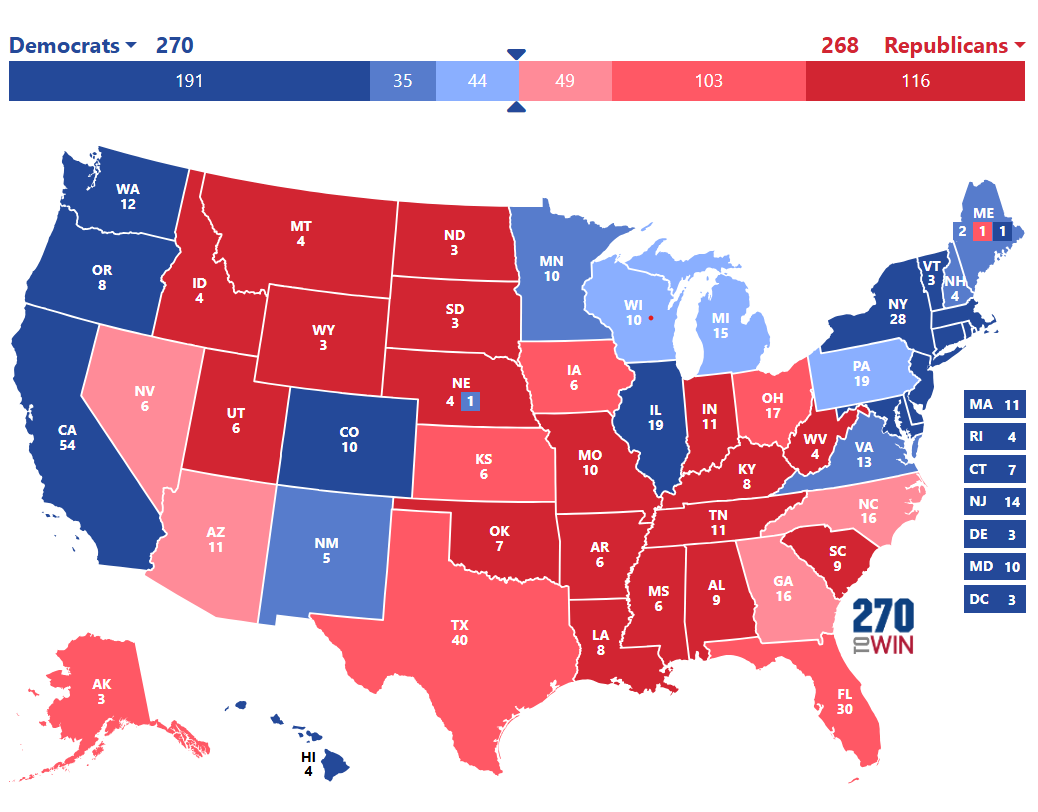 Democrats 270
268 Republicans
191 35 44 49 103 116
WA
12
OR
8
CA
54
NV
6
ID
4
MT
4
WY
3
UT
6
AZ
11
CO
10
NM
5
ND
3
SD
3
NE
4 1
KS
6
OK
7
TX
40
MN
10
IA
6
MO
10
AR
6
LA
8
WI
10
IL
19
MI
15
IN
11
OH
17
KY
8
TN
11
MS
6
AL
9
GA
16
FL
30
SC
9
NC
16
VA
13
WV
4
PA
19
NY
28
VT
3
NH
4
ME
2 1 1
MA 11
RI 4
CT 7
NJ 14
DE 3
MD 10
DC 3
AK
3
HI
4
270
TO WIN